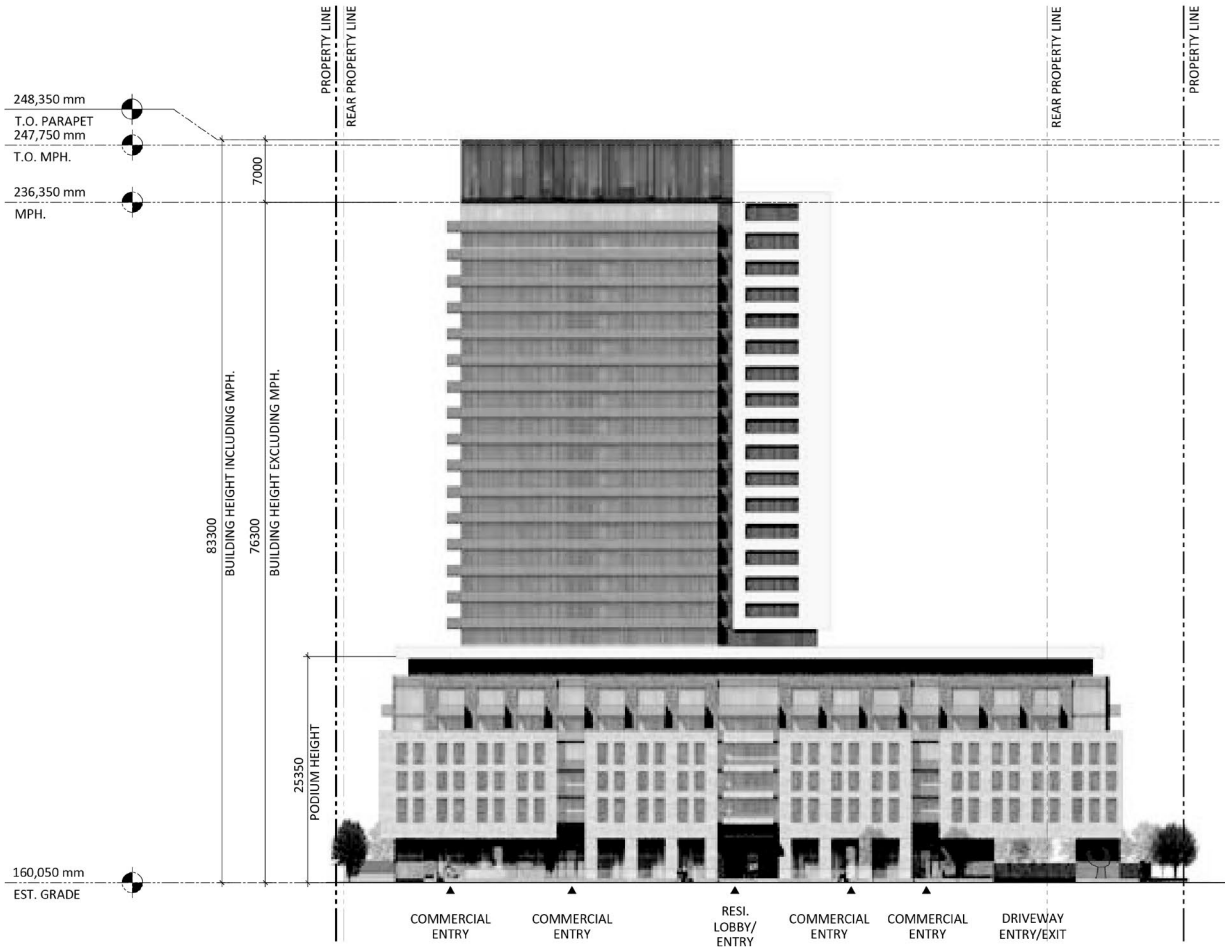 PROPERTY LINE
REAR PROPERTY LINE
REAR PROPERTY LINE
PROPERTY LINE
248,350 mm
T.O. PARAPET
247,750 mm
T.O. MPH.
236,350 mm
MPH.
7000
83300
BUILDING HEIGHT INCLUDING MPH.
76300
BUILDING HEIGHT EXCLUDING MPH.
25350
PODIUM HEIGHT
160,050 mm
EST. GRADE
COMMERCIAL
ENTRY
COMMERCIAL
ENTRY
RESI.
LOBBY/
ENTRY
COMMERCIAL
ENTRY
COMMERCIAL
ENTRY
DRIVEWAY
ENTRY/EXIT